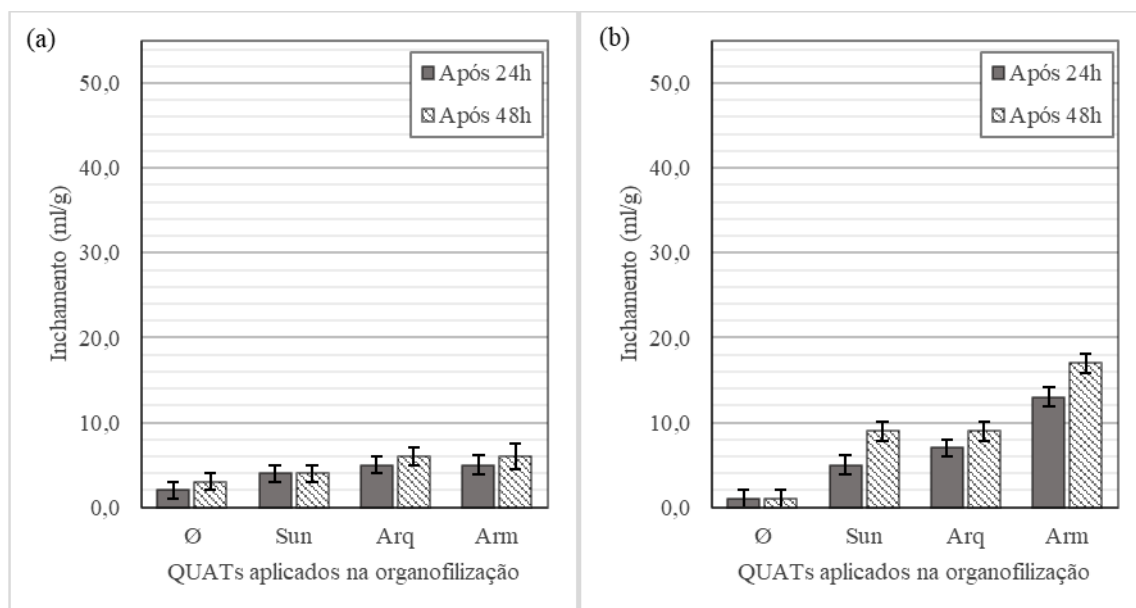 (a)
Após 24h
Após 48h
50,0
40,0
30,0
20,0
10,0
0,0
Inchamento (ml/g)
Ø Sun Arq Arm
QUATs aplicados na organofilização
(b)
Após 24h
Após 48h
50,0
40,0
30,0
20,0
10,0
0,0
Inchamento (ml/g)
Ø Sun Arq Arm
QUATs aplicados na organofilização